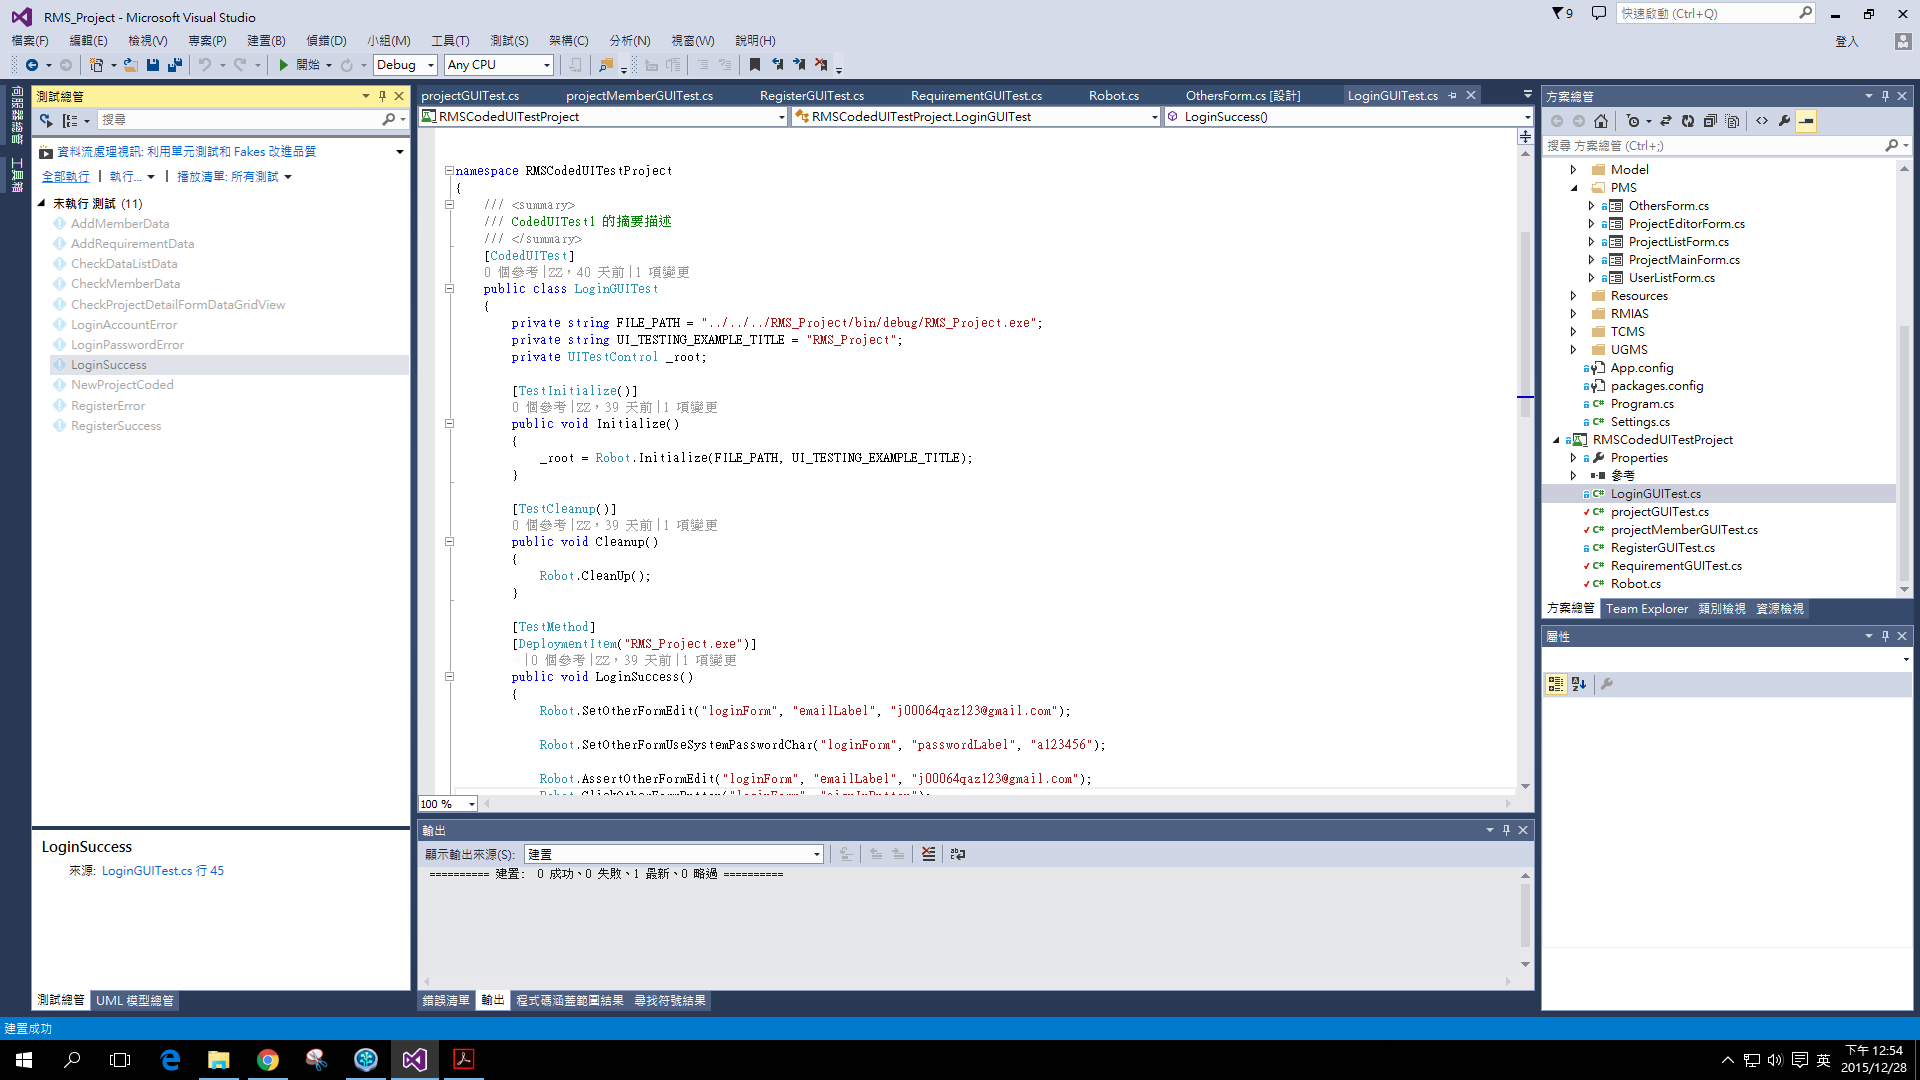 RMS_Project - Microsoft Visual Studio
9
快速啟動 (Ctrl+Q)
檔案(F) 編輯(E) 檢視(V) 專案(P) 建置(B) 偵錯(D) 小組(M) 工具(T) 測試(S) 架構(C) 分析(N) 視窗(W) 說明(H)
登入
開始 Debug Any CPU
伺服器總管
工具箱
測試總管
搜尋
資料流處理視訊: 利用單元測試和 Fakes 改進品質
全部執行 | 執行... | 播放清單: 所有測試
未執行 測試 (11)
AddMemberData
AddRequirementData
CheckDataListData
CheckMemberData
CheckProjectDetailFormDataGridView
LoginAccountError
LoginPasswordError
LoginSuccess
NewProjectCoded
RegisterError
RegisterSuccess
LoginSuccess
來源: LoginGUITest.cs 行 45
測試總管 UML 模型總管
projectGUITest.cs projectMemberGUITest.cs RegisterGUITest.cs RequirementGUITest.cs Robot.cs OthersForm.cs [設計] LoginGUITest.cs
RMSCodedUITestProject RMSCodedUITestProject.LoginGUITest LoginSuccess()
namespace RMSCodedUITestProject
{
/// <summary>
/// CodedUITest1 的摘要描述
/// </summary>
[CodedUITest]
0 個參考|ZZ，40 天前|1 項變更
public class LoginGUITest
{
private string FILE_PATH = "../../../RMS_Project/bin/debug/RMS_Project.exe";
private string UI_TESTING_EXAMPLE_TITLE = "RMS_Project";
private UITestControl _root;
[TestInitialize()]
0 個參考|ZZ，39 天前|1 項變更
public void Initialize()
{
_root = Robot.Initialize(FILE_PATH, UI_TESTING_EXAMPLE_TITLE);
}
[TestCleanup()]
0 個參考|ZZ，39 天前|1 項變更
public void Cleanup()
{
Robot.CleanUp();
}
[TestMethod]
[DeploymentItem("RMS_Project.exe")]
|0 個參考|ZZ，39 天前|1 項變更
public void LoginSuccess()
{
Robot.SetOtherFormEdit("loginForm", "emailLabel", "j00064qaz123@gmail.com");
Robot.SetOtherFormUseSystemPasswordChar("loginForm", "passwordLabel", "a123456");
Robot.AssertOtherFormEdit("loginForm", "emailLabel", "j00064qaz123@gmail.com");
100 %
輸出
顯示輸出來源(S): 建置
========== 建置: 0 成功、0 失敗、1 最新、0 略過 ==========
錯誤清單 輸出 程式碼涵蓋範圍結果 尋找符號結果
方案總管
搜尋 方案總管 (Ctrl+;)
Model
PMS
OthersForm.cs
ProjectEditorForm.cs
ProjectListForm.cs
ProjectMainForm.cs
UserListForm.cs
Resources
RMIAS
TCMS
UGMS
App.config
packages.config
Program.cs
Settings.cs
RMSCodedUITestProject
Properties
參考
LoginGUITest.cs
projectGUITest.cs
projectMemberGUITest.cs
RegisterGUITest.cs
RequirementGUITest.cs
Robot.cs
方案總管 Team Explorer 類別檢視 資源檢視
屬性
建置成功
英
下午 12:54
2015/12/28